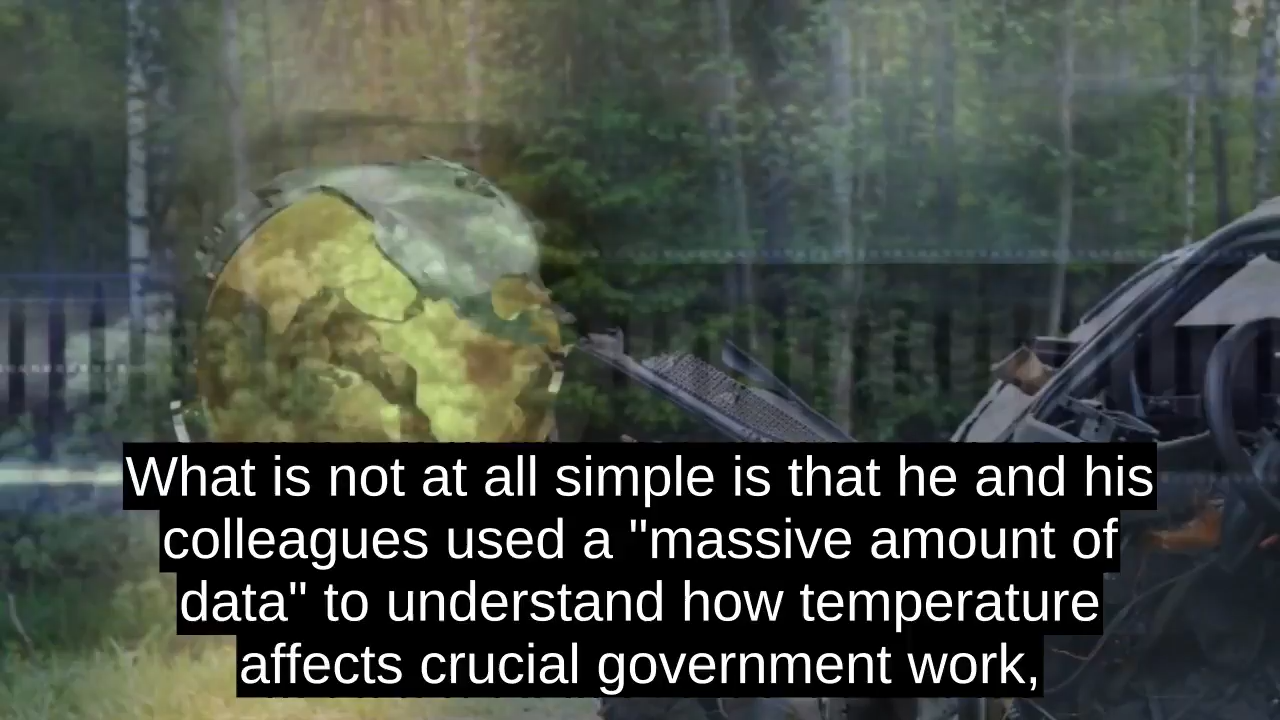 What is not at all simple is that he and his
colleagues used a "massive amount of
data" to understand how temperature
affects crucial government work,